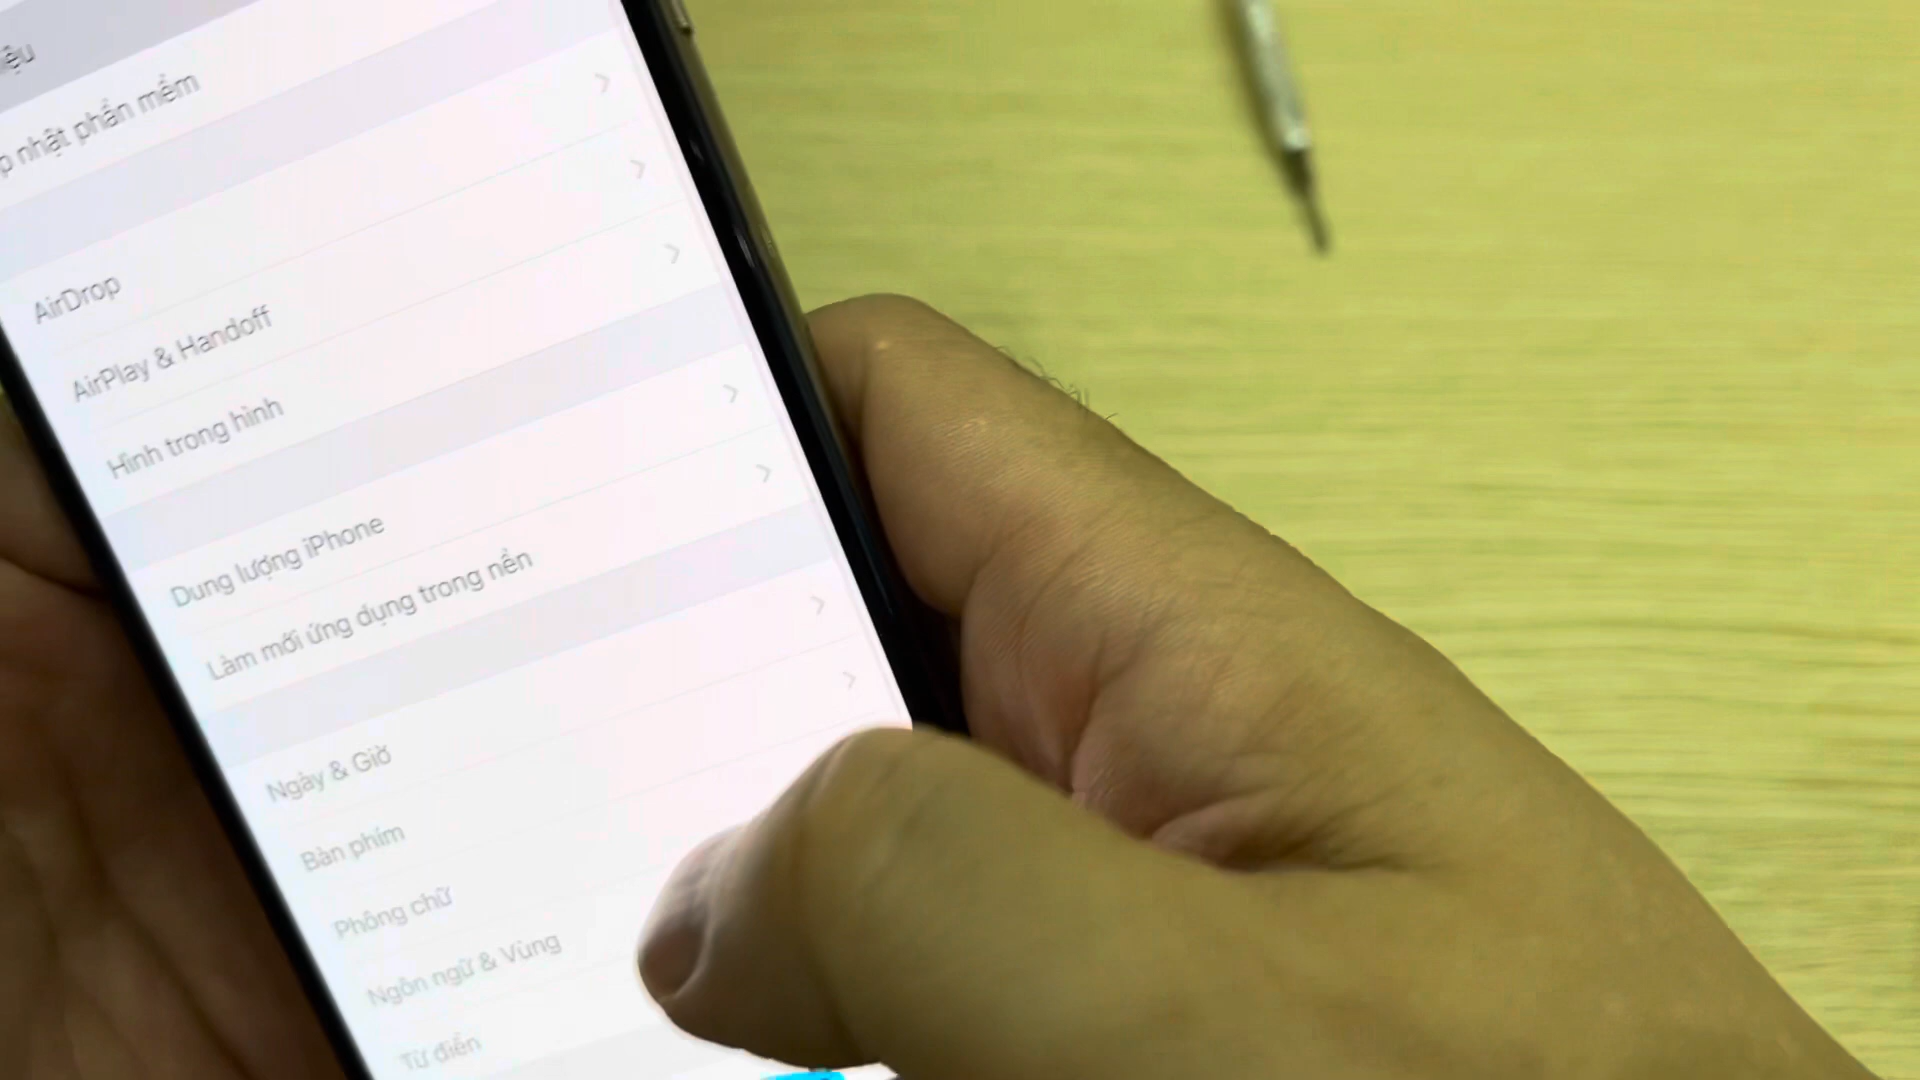 iệu
p nhật phần mềm
AirDrop
AirPlay & Handoff
Hình trong hình
Dung lượng iPhone
Làm mới ứng dụng trong nền
Ngày & Giờ
Bàn phím
Phông chữ
Ngôn ngữ & Vùng
Từ điển